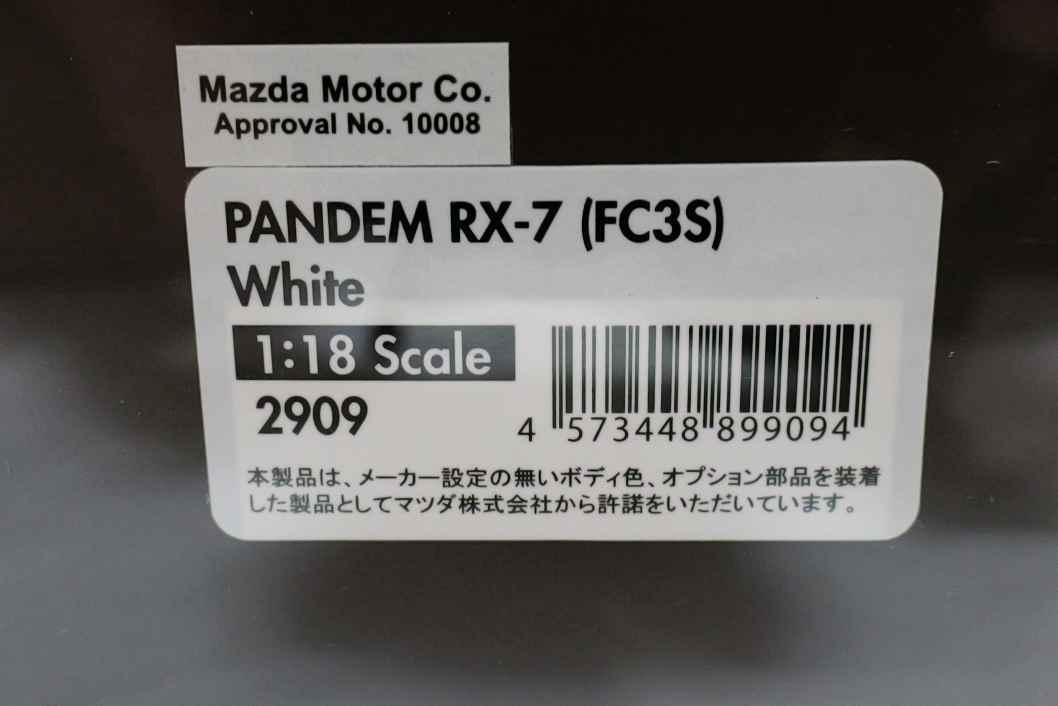 Mazda Motor Co.
Approval No. 10008
PANDEM RX-7 (FC3S)
White
1:18 Scale
2909
4 573448 899094
本製品は、メーカー設定の無いボディ色、オプション部品を装着
した製品としてマツダ株式会社から許諾をいただいています。